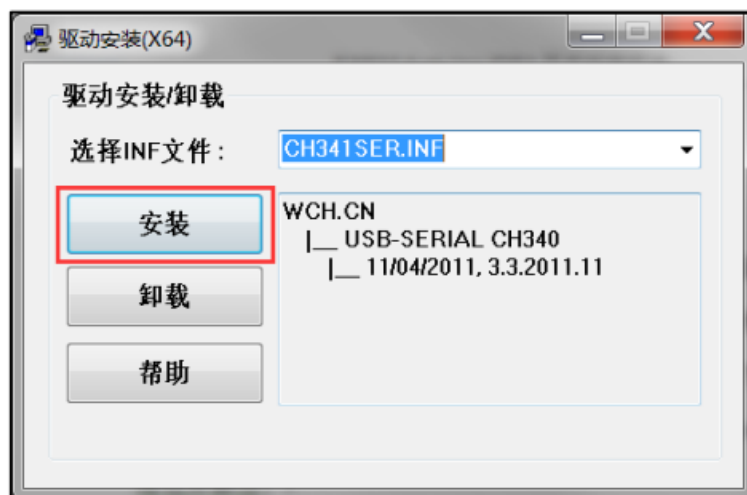 驱动安装(X64)
驱动安装/卸载
选择INF文件：
CH341SER.INF
安装
WCH.CN
|__ USB-SERIAL CH340
|__ 11/04/2011, 3.3.2011.11
卸载
帮助